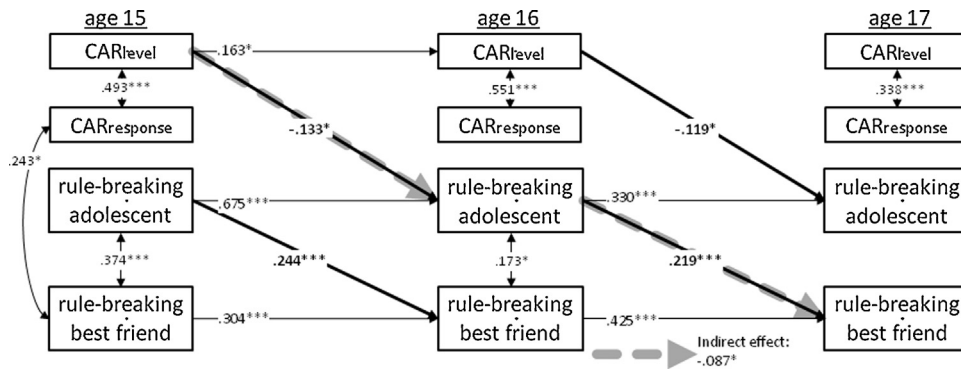 age 15
age 16
age 17
CARlevel
.163*
CARlevel
CARlevel
.493***
.551***
.338***
CARresponse
-.133*
CARresponse
-.119*
CARresponse
.243*
rule-breaking
adolescent
.675***
rule-breaking
adolescent
.330***
rule-breaking
adolescent
.374***
.244***
.173*
.219***
rule-breaking
best friend
.304***
rule-breaking
best friend
.425***
rule-breaking
best friend
Indirect effect:
-.087*